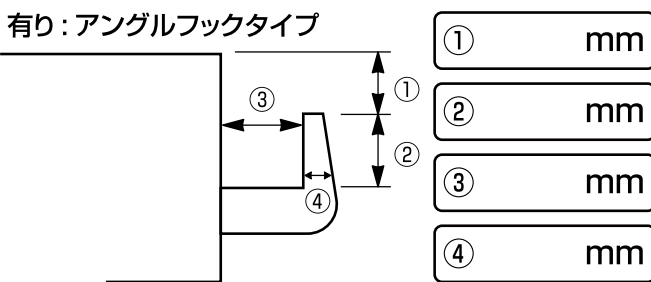 有り：アングルフックタイプ
①
②
③
④
① mm
② mm
③ mm
④ mm